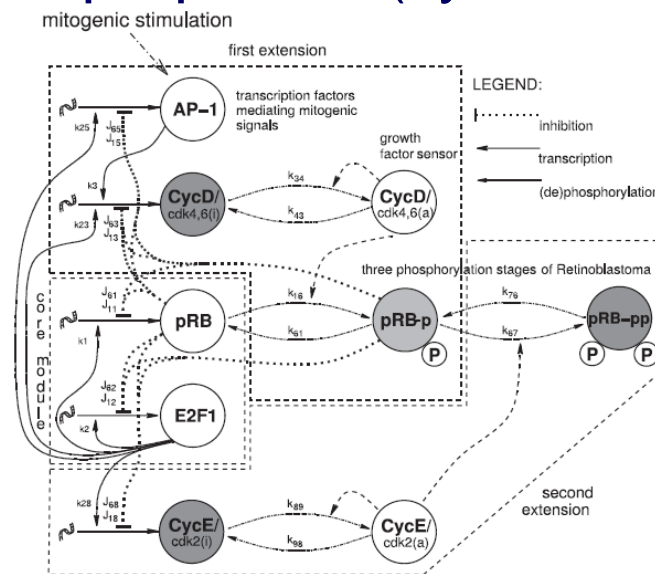 mitogenic stimulation
first extension
LEGEND:
inhibition
transcription
(de)phosphorylation
AP-1
transcription factors
mediating mitogenic
signals
k25
J65
J15
growth
factor sensor
k3
CycD/
cdk4,6(i)
k34
k43
CycD/
cdk4,6(a)
k23
J63
J13
three phosphorylation stages of Retinoblastoma
core module
J61
J11
k1
pRB
k16
k61
pRB-p
P
k76
k67
pRB-pp
P
P
J62
J12
k2
E2F1
k28
J68
J18
CycE/
cdk2(i)
k89
k98
CycE/
cdk2(a)
second
extension